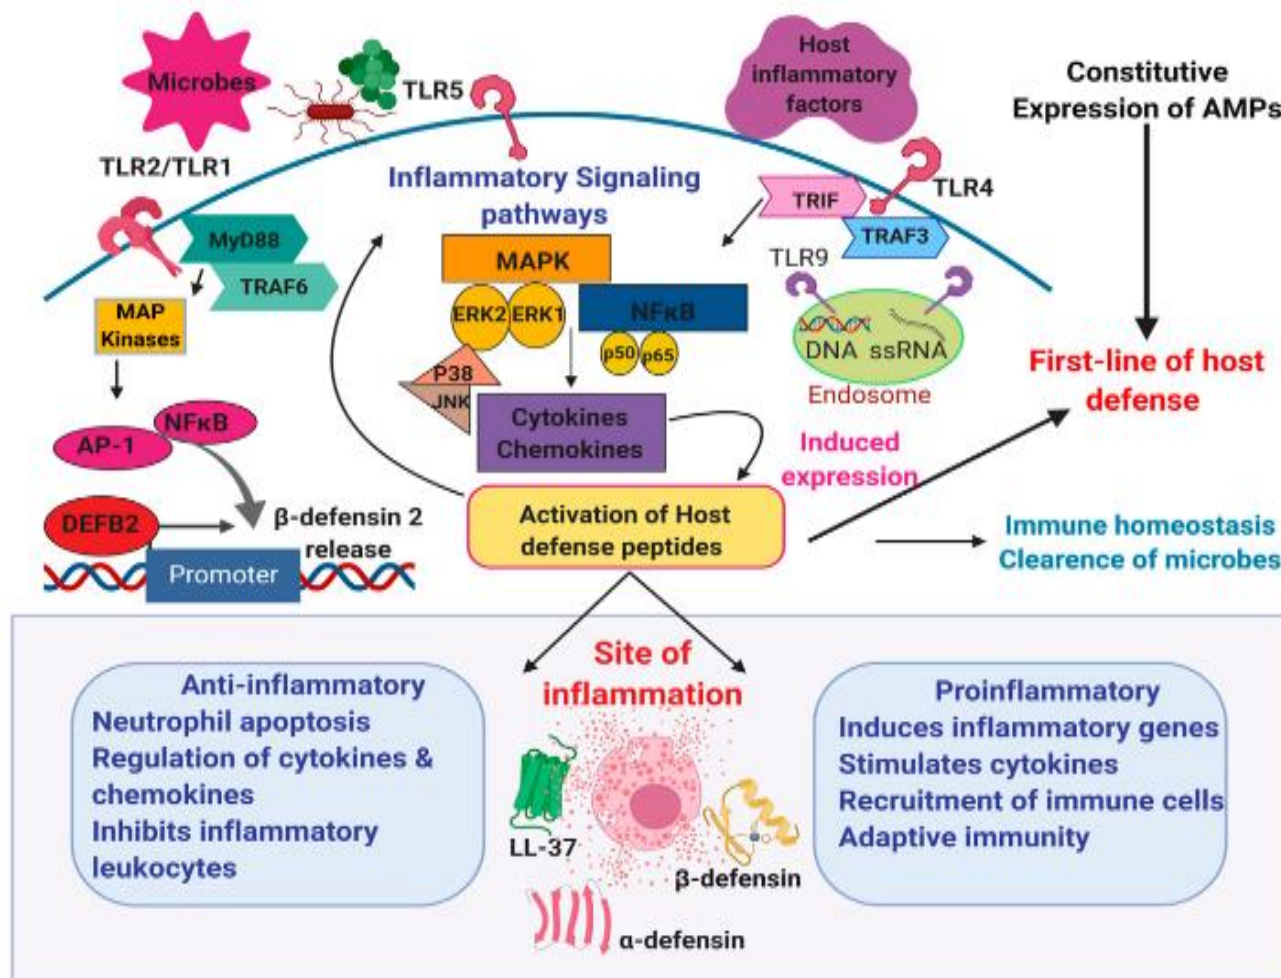 Microbes
TLR5
Host
inflammatory
factors
Constitutive
Expression of AMPs
TLR2/TLR1
Inflammatory Signaling
pathways
TRIF
TLR4
TRAF3
MyD88
TRAF6
MAPK
TLR9
MAP
Kinases
ERK2
ERK1
NFκB
p50
p65
DNA
ssRNA
Endosome
P38
JNK
First-line of host
defense
Cytokines
Chemokines
Induced
expression
NFκB
AP-1
DEFB2
β-defensin 2
release
Promoter
Activation of Host
defense peptides
Immune homeostasis
Clearence of microbes
Site of
inflammation
Anti-inflammatory
Neutrophil apoptosis
Regulation of cytokines &
chemokines
Inhibits inflammatory
leukocytes
LL-37
β-defensin
α-defensin
Proinflammatory
Induces inflammatory genes
Stimulates cytokines
Recruitment of immune cells
Adaptive immunity